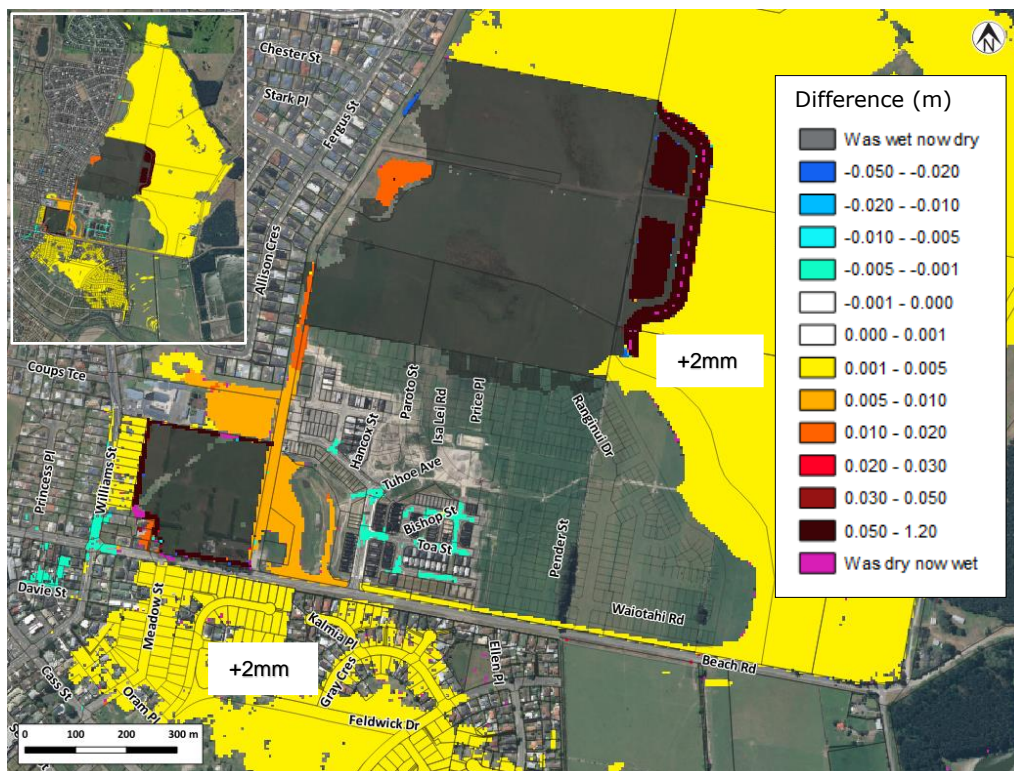 Chester St
N
Stark Pl
Fergus St
Difference (m)
Was wet now dry
-0.050 - -0.020
-0.020 - -0.010
-0.010 - -0.005
-0.005 - -0.001
-0.001 - 0.000
0.000 - 0.001
0.001 - 0.005
0.005 - 0.010
0.010 - 0.020
0.020 - 0.030
0.030 - 0.050
0.050 - 1.20
Was dry now wet
Allison Cres
+2mm
Coups Tce
Princess Pl
Williams St
Hancox St
Paroto St
Isa Lei Rd
Price Pl
Ranginui Dr
Tuhoe Ave
Bishop St
Toa St
Pender St
Davie St
Meadow St
Waiotahi Rd
Kalmia Pl
Beach Rd
+2mm
Ellen Pl
Cass St
Oram Pl
Gray Cres
Feldwick Dr
0 100 200 300 m